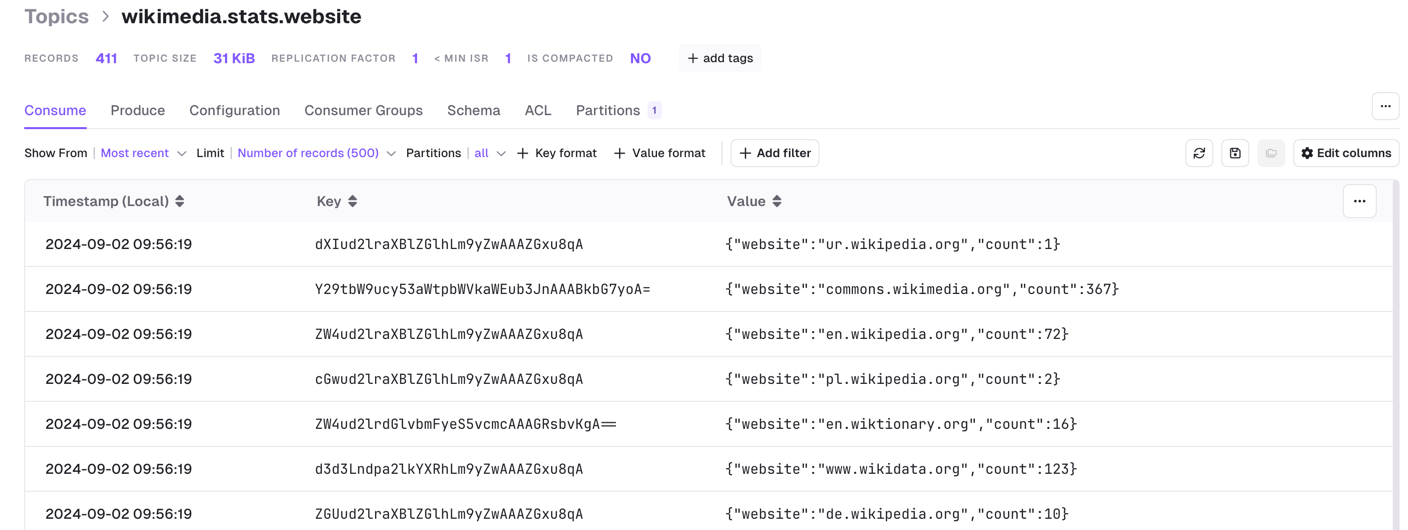 Topics > wikimedia.stats.website
RECORDS 411 TOPIC SIZE 31 KiB REPLICATION FACTOR 1 < MIN ISR 1 IS COMPACTED NO + add tags
Consume Produce Configuration Consumer Groups Schema ACL Partitions 1 ...
Show From Most recent Limit Number of records (500) Partitions all + Key format + Value format + Add filter Edit columns
Timestamp (Local) Key Value ...
2024-09-02 09:56:19 dXIud2lraXBlZGlhLm9yZwAAAZGxu8qA {"website":"ur.wikipedia.org","count":1}
2024-09-02 09:56:19 Y29tbW9ucy53aWtpbWVkaWEub3JnAAABkbG7yoA= {"website":"commons.wikimedia.org","count":367}
2024-09-02 09:56:19 ZW4ud2lraXBlZGlhLm9yZwAAAZGxu8qA {"website":"en.wikipedia.org","count":72}
2024-09-02 09:56:19 cGwud2lraXBlZGlhLm9yZwAAAZGxu8qA {"website":"pl.wikipedia.org","count":2}
2024-09-02 09:56:19 ZW4ud2lrdGlvbmFyeS5vcmcAAAGRsbvKgA== {"website":"en.wiktionary.org","count":16}
2024-09-02 09:56:19 d3d3Lndpa2lkYXRhLm9yZwAAAZGxu8qA {"website":"www.wikidata.org","count":123}
2024-09-02 09:56:19 ZGUud2lraXBlZGlhLm9yZwAAAZGxu8qA {"website":"de.wikipedia.org","count":10}